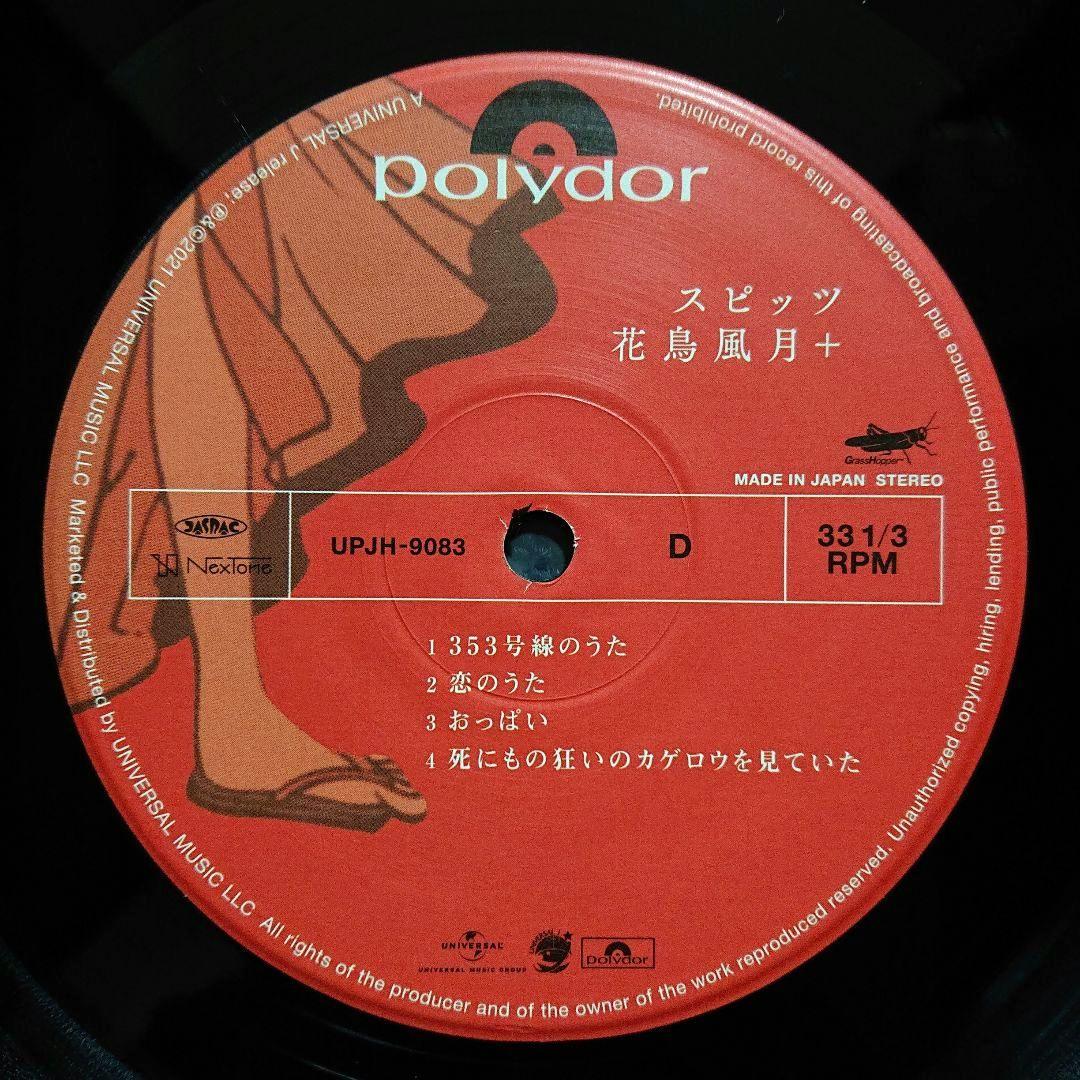 polydor
スピッツ
花鳥風月+
GrassHopper
MADE IN JAPAN STEREO
JASRAC
NexTone
UPJH-9083
D
33 1/3
RPM
1 353号線のうた
2 恋のうた
3 おっぱい
4 死にもの狂いのカゲロウを見ていた
UNIVERSAL
UNIVERSAL MUSIC GROUP
polydor
A UNIVERSAL J release; ℗&©2021 UNIVERSAL MUSIC LLC Marketed & Distributed by UNIVERSAL MUSIC LLC All rights of the producer and of the owner of the work reproduced reserved. Unauthorized copying, hiring, lending, public performance and broadcasting of this record prohibited.